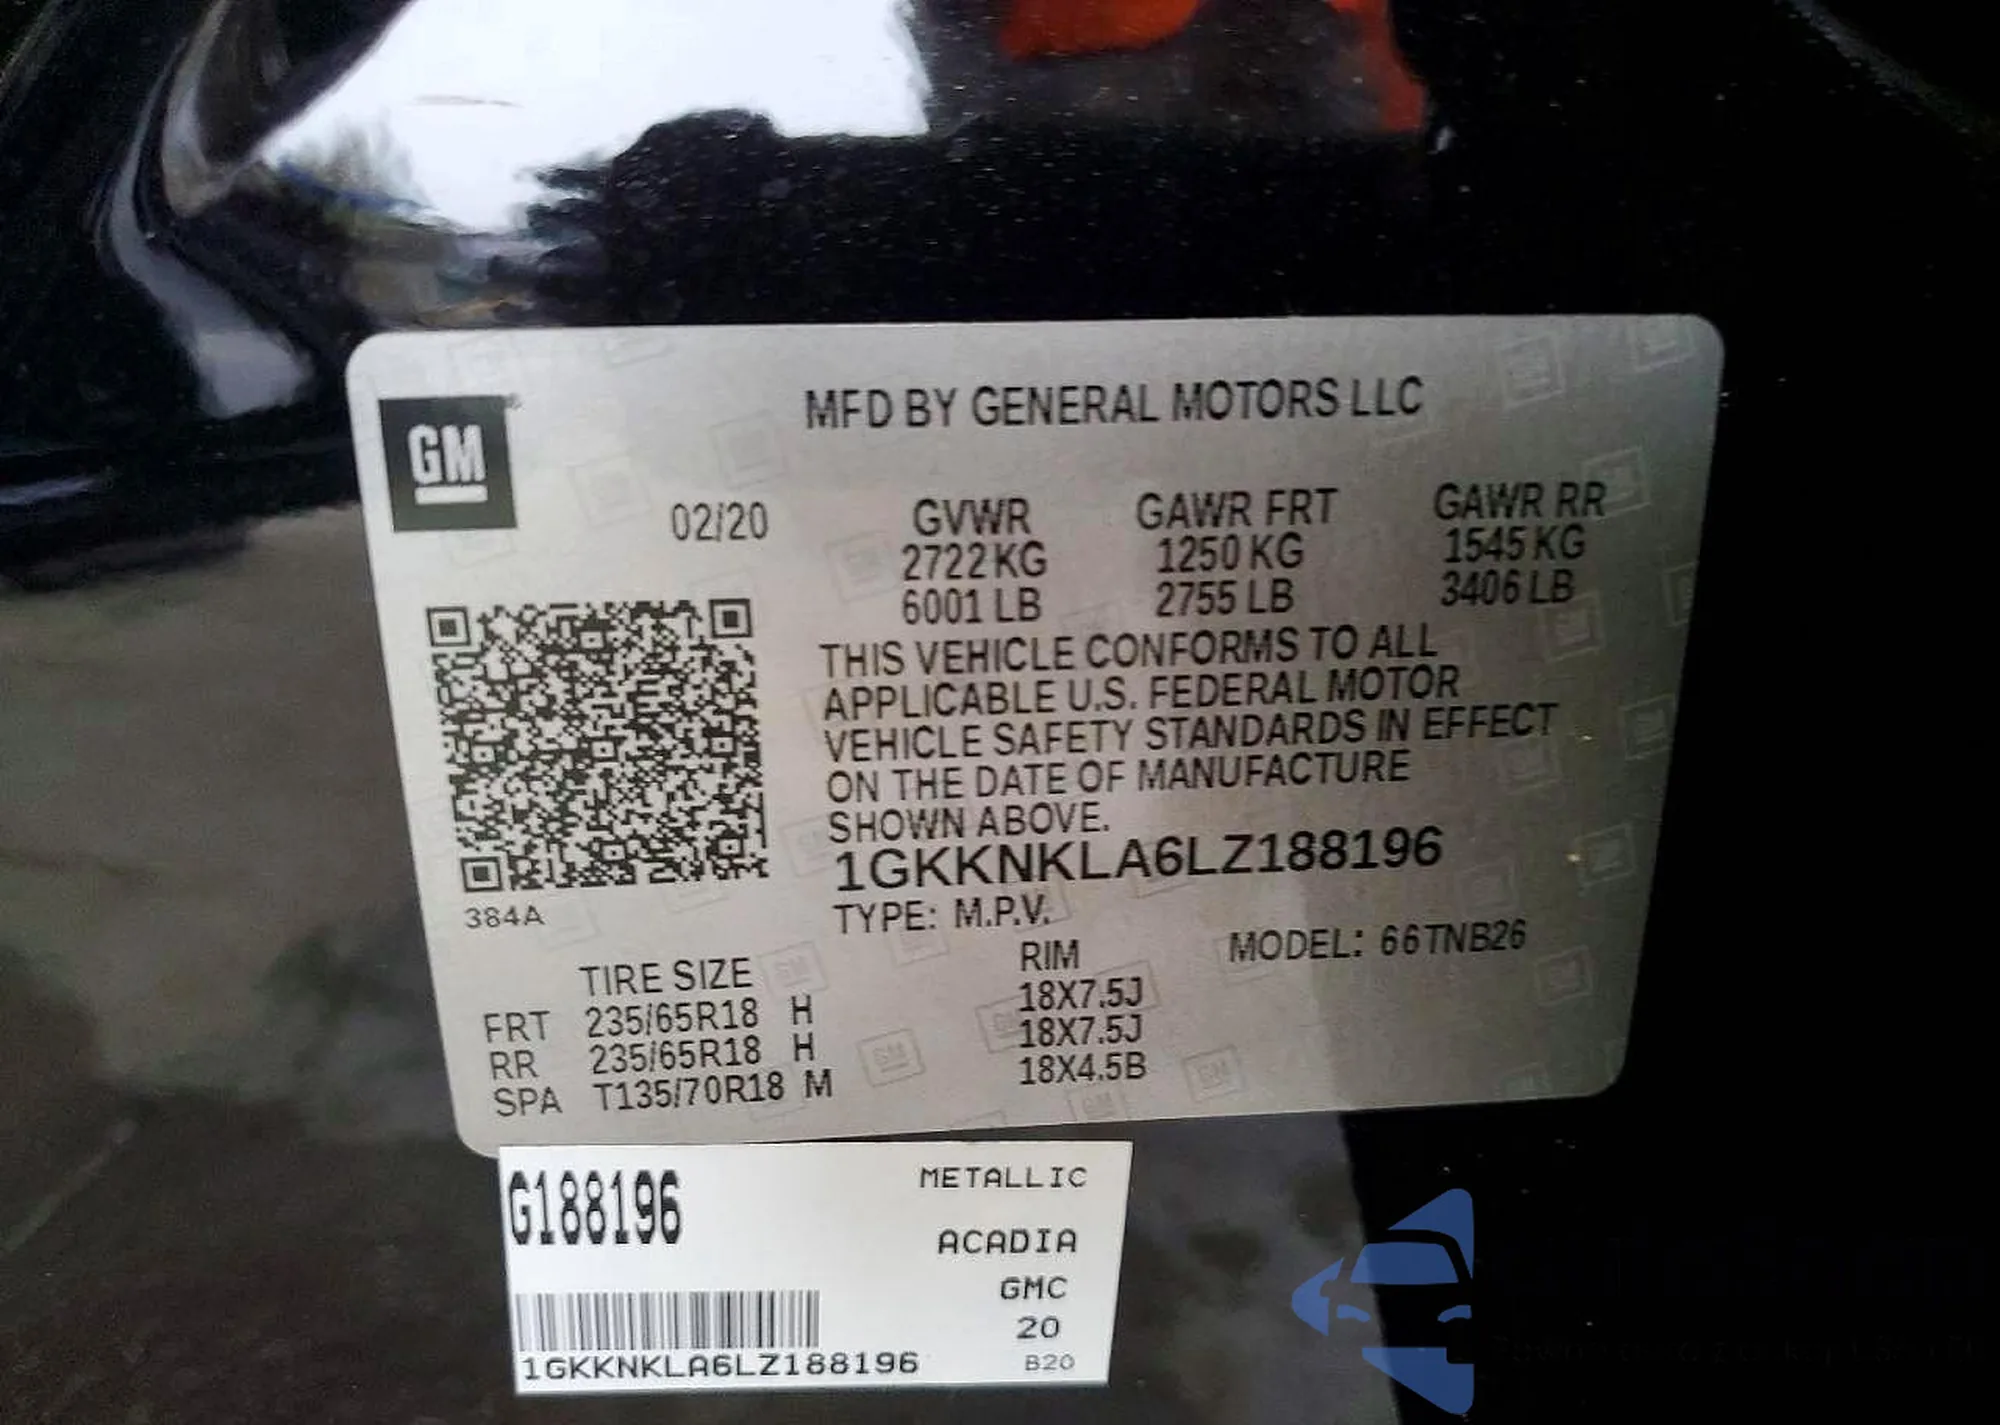 MFD BY GENERAL MOTORS LLC
GM
02/20
GVWR GAWR FRT GAWR RR
2722 KG 1250 KG 1545 KG
6001 LB 2755 LB 3406 LB
THIS VEHICLE CONFORMS TO ALL
APPLICABLE U.S. FEDERAL MOTOR
VEHICLE SAFETY STANDARDS IN EFFECT
ON THE DATE OF MANUFACTURE
SHOWN ABOVE.
1GKKNKLA6LZ188196
384A
TYPE: M.P.V.
MODEL: 66TNB26
TIRE SIZE RIM
FRT 235/65R18 H 18X7.5J
RR 235/65R18 H 18X7.5J
SPA T135/70R18 M 18X4.5B
G188196
METALLIC
ACADIA
GMC
20
1GKKNKLA6LZ188196 B20